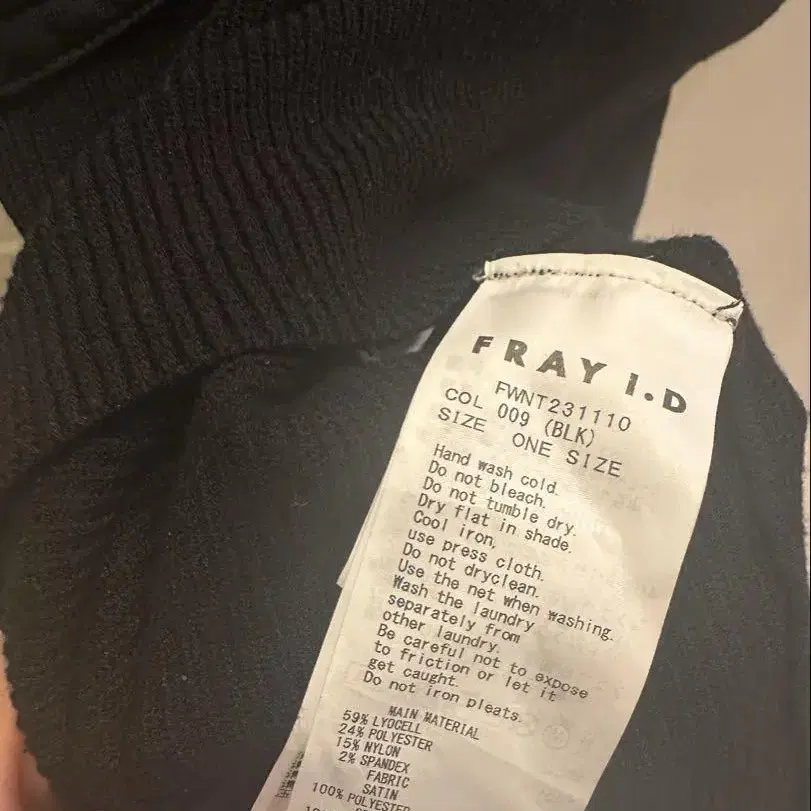 FRAY I.D
FWNT231110
COL 009 (BLK)
SIZE ONE SIZE
Hand wash cold.
Do not bleach.
Do not tumble dry.
Dry flat in shade.
Cool iron,
use press cloth.
Do not dryclean.
Use the net when washing.
Wash the laundry
separately from
other laundry.
Be careful not to expose
to friction or let it
get caught.
Do not iron pleats.
MAIN MATERIAL
59% LYOCELL
24% POLYESTER
15% NYLON
2% SPANDEX
FABRIC
SATIN
100% POLYESTER